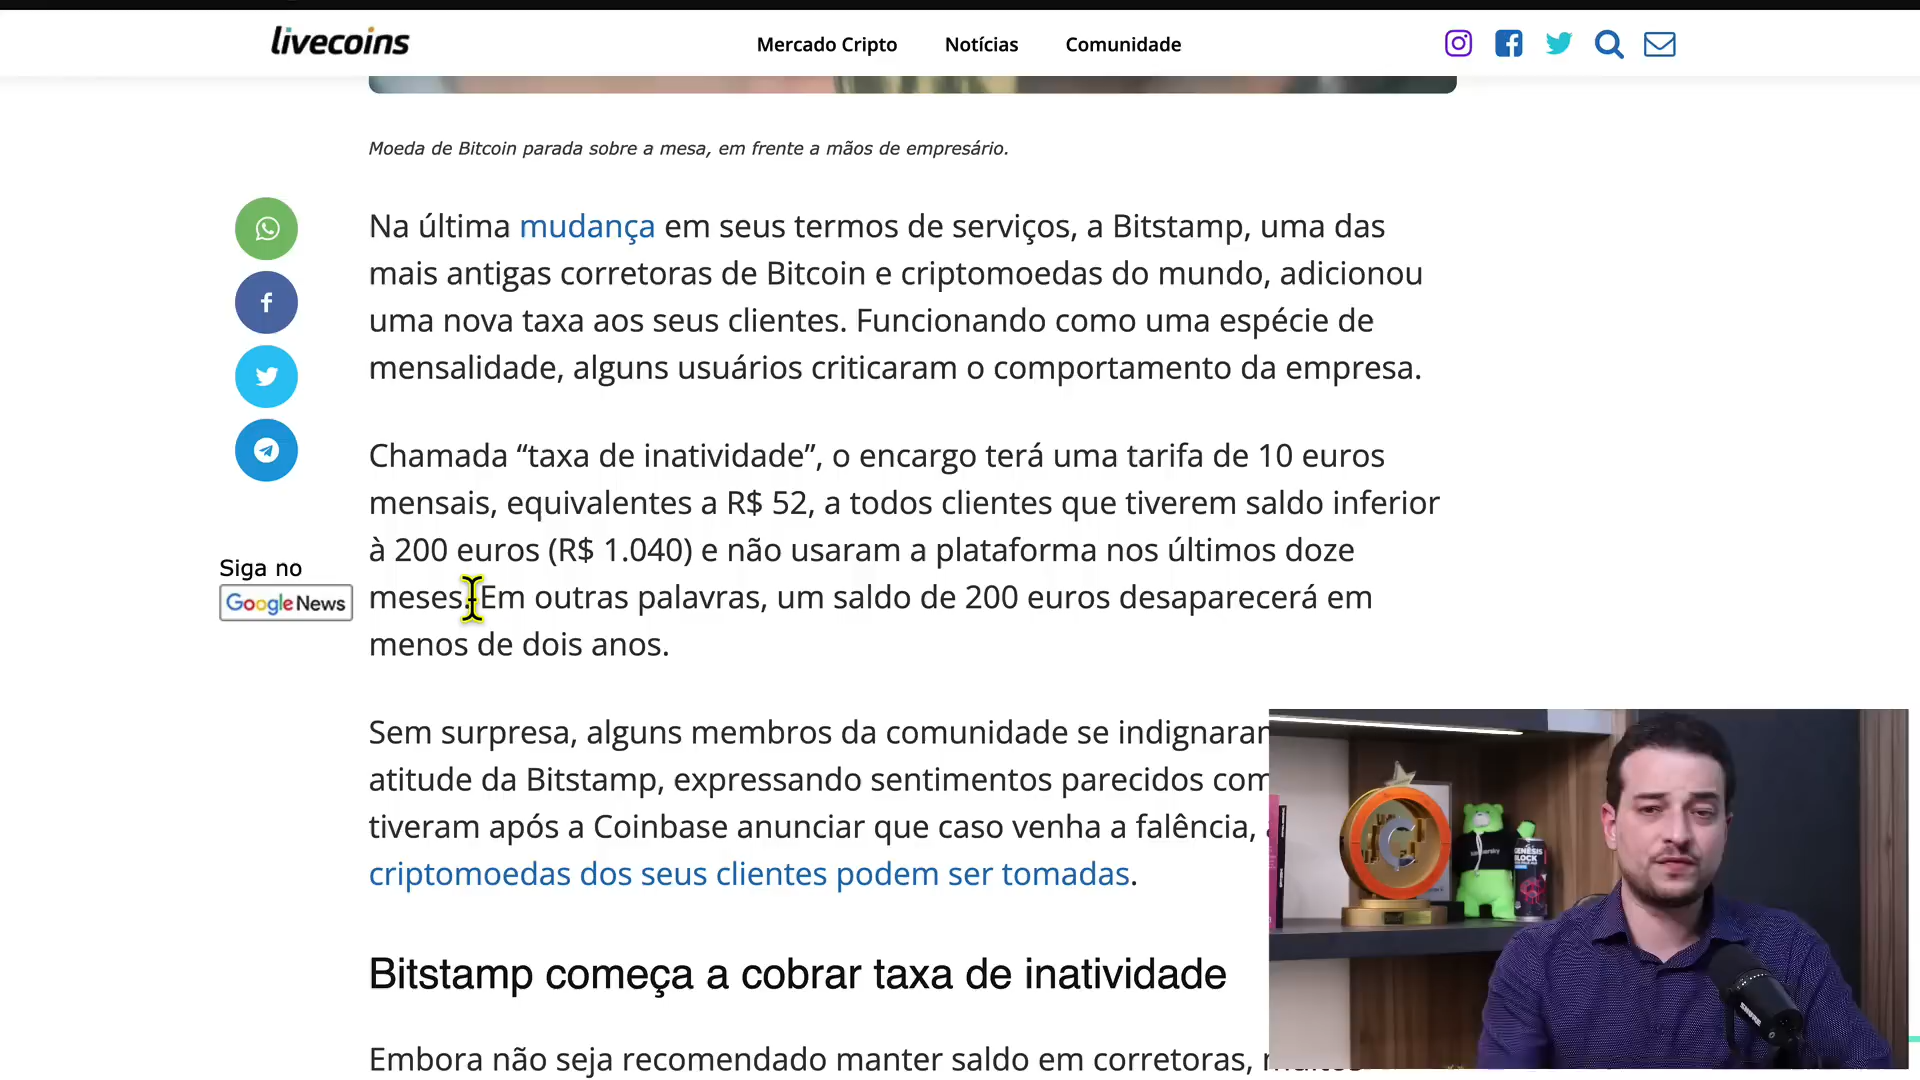 livecoins
Mercado Cripto
Notícias
Comunidade
Moeda de Bitcoin parada sobre a mesa, em frente a mãos de empresário.
Na última mudança em seus termos de serviços, a Bitstamp, uma das
mais antigas corretoras de Bitcoin e criptomoedas do mundo, adicionou
uma nova taxa aos seus clientes. Funcionando como uma espécie de
mensalidade, alguns usuários criticaram o comportamento da empresa.
Chamada “taxa de inatividade”, o encargo terá uma tarifa de 10 euros
mensais, equivalentes a R$ 52, a todos clientes que tiverem saldo inferior
à 200 euros (R$ 1.040) e não usaram a plataforma nos últimos doze
meses. Em outras palavras, um saldo de 200 euros desaparecerá em
menos de dois anos.
Siga no
Google News
Sem surpresa, alguns membros da comunidade se indignaram
atitude da Bitstamp, expressando sentimentos parecidos com
tiveram após a Coinbase anunciar que caso venha a falência,
criptomoedas dos seus clientes podem ser tomadas.
Bitstamp começa a cobrar taxa de inatividade
Embora não seja recomendado manter saldo em corretoras,
GENESIS
BLOCK
SHURE